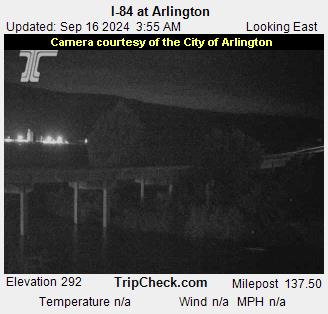 I-84 at Arlington
Updated: Sep 16 2024 3:55 AM Looking East
Camera courtesy of the City of Arlington
Elevation 292 TripCheck.com Milepost 137.50
Temperature n/a Wind n/a MPH n/a